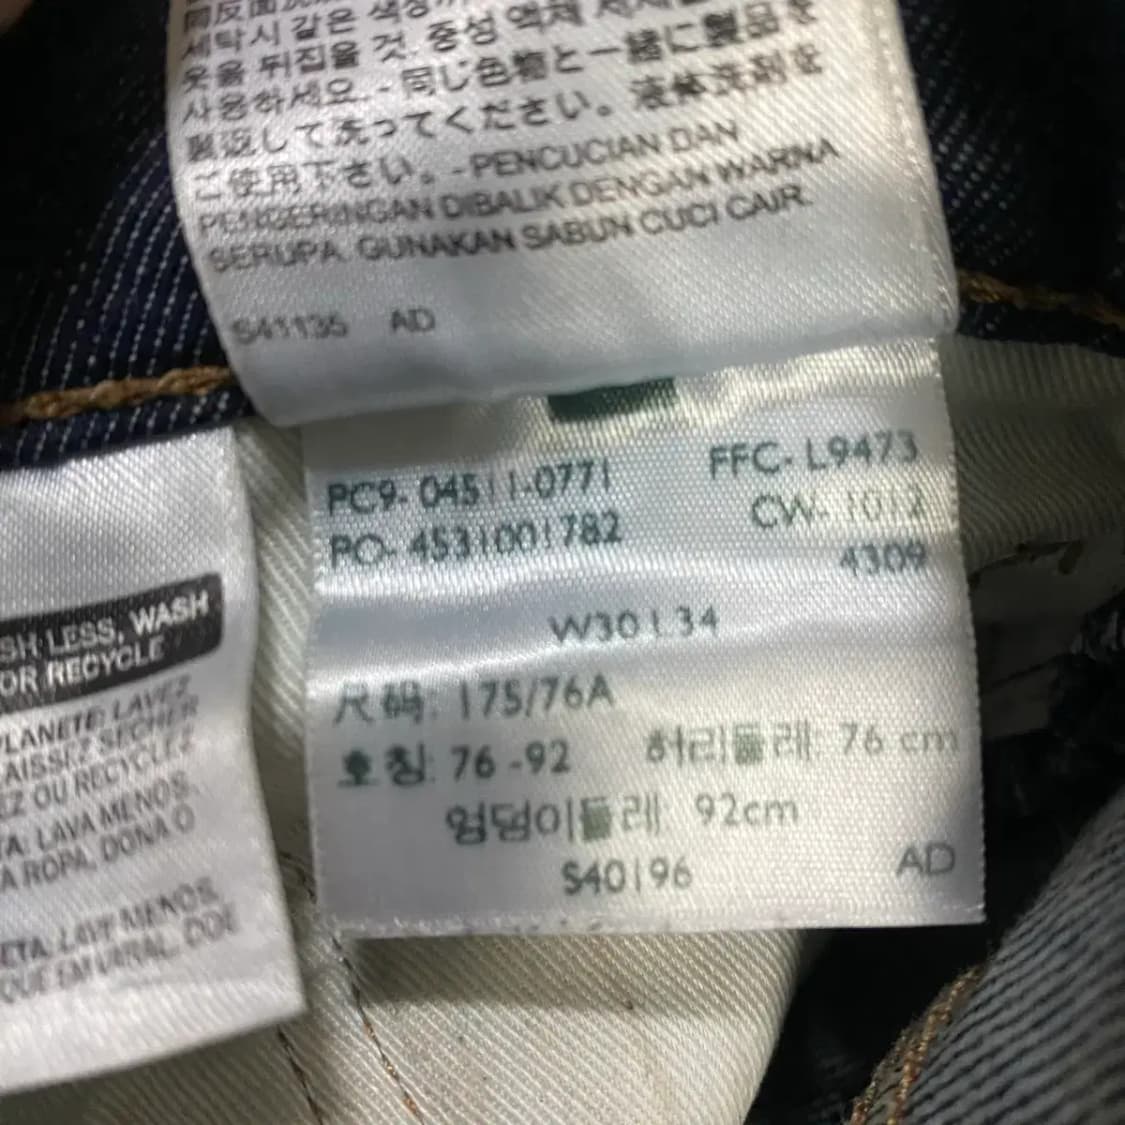 세탁시 같은 색상
옷을 뒤집을 것. 중성 액체 세제를
사용하세요. - 同じ色物と一緒に製品を
裏返して洗ってください。液体洗剤を
ご使用下さい。-PENCUCIAN DAN
PENGERINGAN DIBALIK DENGAN WARNA
SERUPA. GUNAKAN SABUN CUCI CAIR.
S41135 AD
PC9- 04511-0771 FFC- L9473
PO- 4531001782 CW- 1012
4309
W30 L34
尺码: 175/76A
호칭: 76 -92 허리둘레 76 cm
엉덩이둘레 92cm
S40196 AD
SH LESS, WASH
OR RECYCLE
PLANETE: LAVEZ
AISSEZ SÉCHER
EZ OU RECYCLEZ
TA: LAVA MENOS,
A ROPA, DONA O
ETA: LAVE MENOS,
QUE EM VARAL, DOE